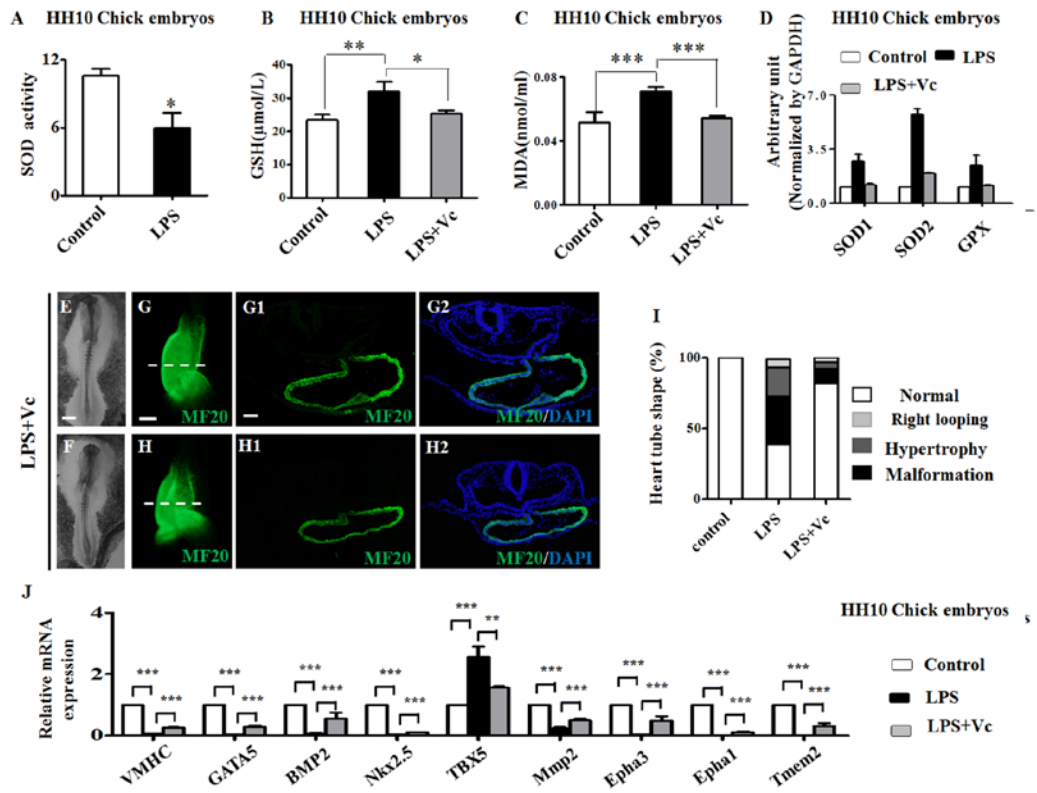 A HH10 Chick embryos
SOD activity
12
6
0
*
Control
LPS
B HH10 Chick embryos
GSH(µmol/L)
40
30
20
10
0
**
*
Control
LPS
LPS+Vc
C HH10 Chick embryos
MDA(nmol/ml)
0.08
0.04
0.00
***
***
Control
LPS
LPS+Vc
D HH10 Chick embryos
Control
LPS
LPS+Vc
Arbitrary unit
(Normalized by GAPDH)
7.0
3.5
0.0
SOD1
SOD2
GPX
LPS+Vc
E
G
MF20
G1
MF20
G2
MF20/DAPI
F
H
MF20
H1
MF20
H2
MF20/DAPI
I
Heart tube shape (%)
100
50
0
control
LPS
LPS+Vc
Normal
Right looping
Hypertrophy
Malformation
J
HH10 Chick embryos s
Control
LPS
LPS+Vc
Relative mRNA
expression
4
2
0
*** ***
*** ***
*** ***
*** ***
*** **
*** ***
*** ***
*** ***
*** ***
VMHC
GATA5
BMP2
Nkx2.5
TBX5
Mmp2
Epha3
Epha1
Tmem2